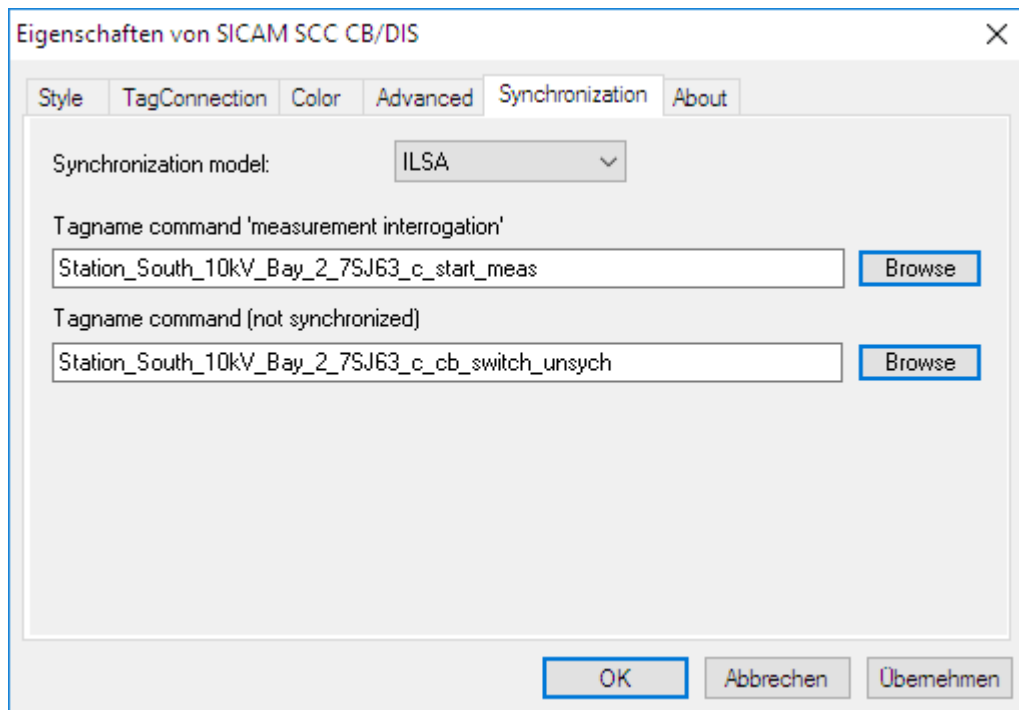 Eigenschaften von SICAM SCC CB/DIS
Style TagConnection Color Advanced Synchronization About
Synchronization model: ILSA
Tagname command 'measurement interrogation'
Station_South_10kV_Bay_2_7SJ63_c_start_meas Browse
Tagname command (not synchronized)
Station_South_10kV_Bay_2_7SJ63_c_cb_switch_unsych Browse
OK Abbrechen Übernehmen